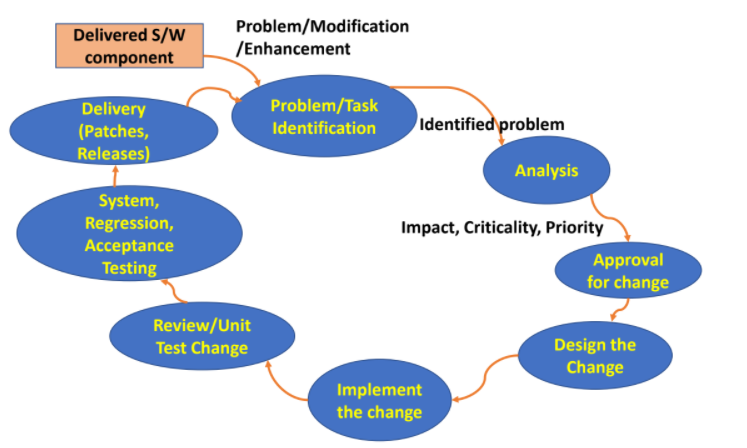 Delivered S/W
component
Problem/Modification
/Enhancement
Problem/Task
Identification
Identified problem
Analysis
Impact, Criticality, Priority
Approval
for change
Design the
Change
Implement
the change
Review/Unit
Test Change
System,
Regression,
Acceptance
Testing
Delivery
(Patches,
Releases)